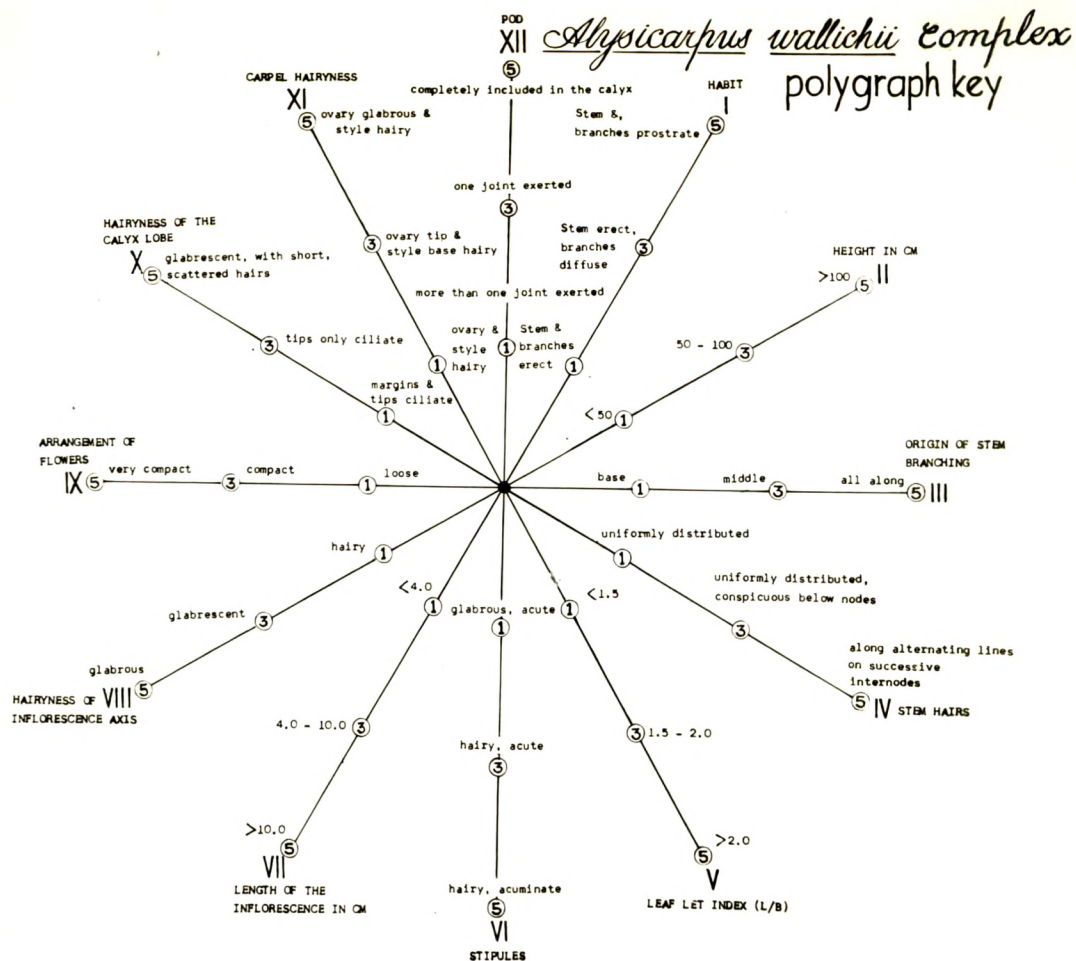 Alysicarpus wallichii Complex
polygraph key
POD
XII
5
completely included in the calyx
one joint exerted
3
more than one joint exerted
1
HABIT
I
Stem &,
branches prostrate
5
Stem erect,
branches
diffuse
3
Stem &
branches
erect
1
HEIGHT IN CM
II
>100
5
50 - 100
3
<50
1
ORIGIN OF STEM
BRANCHING
III
base
1
middle
3
all along
5
uniformly distributed
1
uniformly distributed,
conspicuous below nodes
3
along alternating lines
on successive
internodes
5
IV STEM HAIRS
<1.5
1
1.5 - 2.0
3
>2.0
5
V
LEAF LET INDEX (L/B)
glabrous, acute
1
hairy, acute
3
hairy, acuminate
5
VI
STIPULES
<4.0
1
4.0 - 10.0
3
>10.0
5
VII
LENGTH OF THE
INFLORESCENCE IN CM
hairy
1
glabrescent
3
glabrous
5
HAIRYNESS OF VIII
INFLORESCENCE AXIS
ARRANGEMENT OF
FLOWERS
IX
5
very compact
3
compact
1
loose
HAIRYNESS OF THE
CALYX LOBE
X
5
glabrescent, with short,
scattered hairs
3
tips only ciliate
margins &
tips ciliate
1
CARPEL HAIRYNESS
XI
5
ovary glabrous &
style hairy
3
ovary tip &
style base hairy
ovary &
style
hairy
1